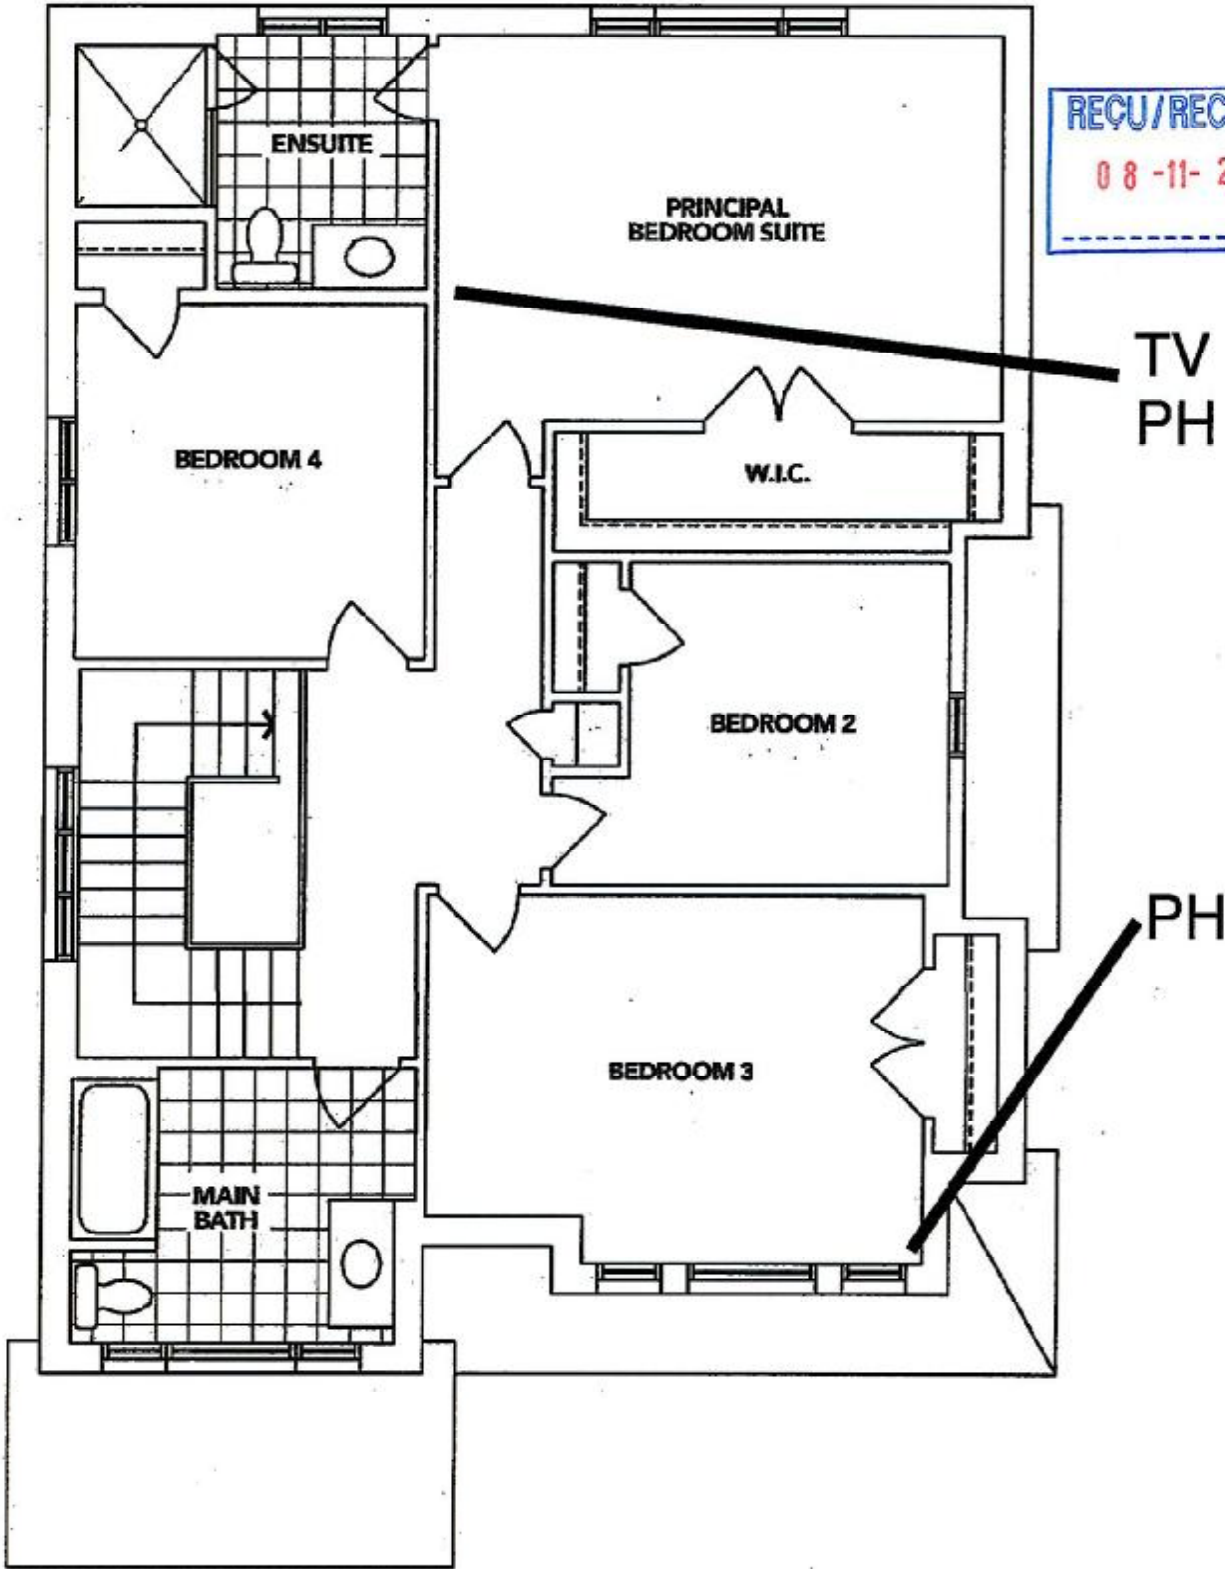 ENSUITE
PRINCIPAL
BEDROOM SUITE
REÇU/REC
08-11-2
TV
PH
BEDROOM 4
W.I.C.
BEDROOM 2
PH
BEDROOM 3
MAIN
BATH